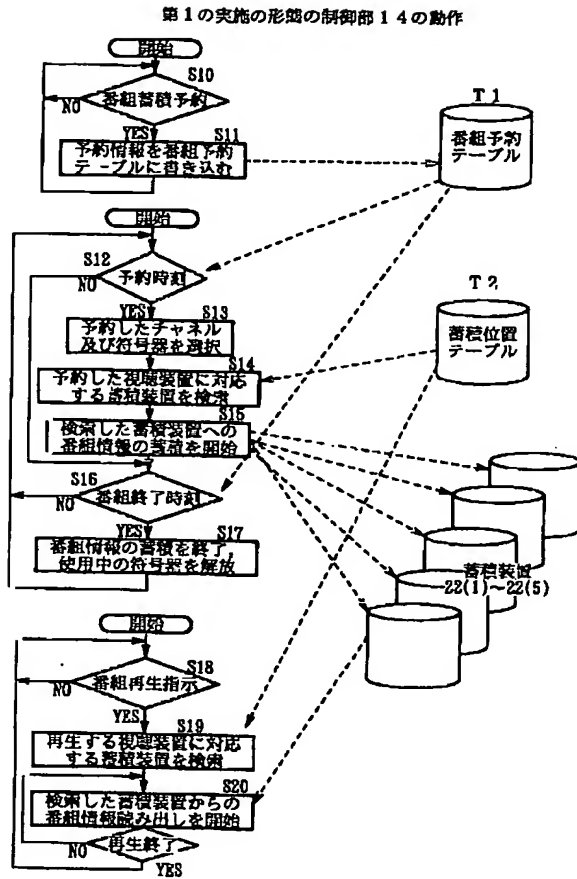 第1の実施の形態の制御部14の動作
開始
S10
番組蓄積予約
NO
YES
S11
予約情報を番組予約
テーブルに書き込む
T1
番組予約
テーブル
開始
S12
予約時刻
NO
YES
S13
予約したチャネル
及び符号器を選択
S14
予約した視聴装置に対応
する蓄積装置を検索
S15
検索した蓄積装置への
番組情報の蓄積を開始
T2
蓄積位置
テーブル
S16
番組終了時刻
NO
YES
S17
番組情報の蓄積を終了,
使用中の符号器を解放
蓄積装置
22(1)~22(5)
開始
S18
番組再生指示
NO
YES
S19
再生する視聴装置に対応
する蓄積装置を検索
S20
検索した蓄積装置からの
番組情報読み出しを開始
再生終了
NO
YES